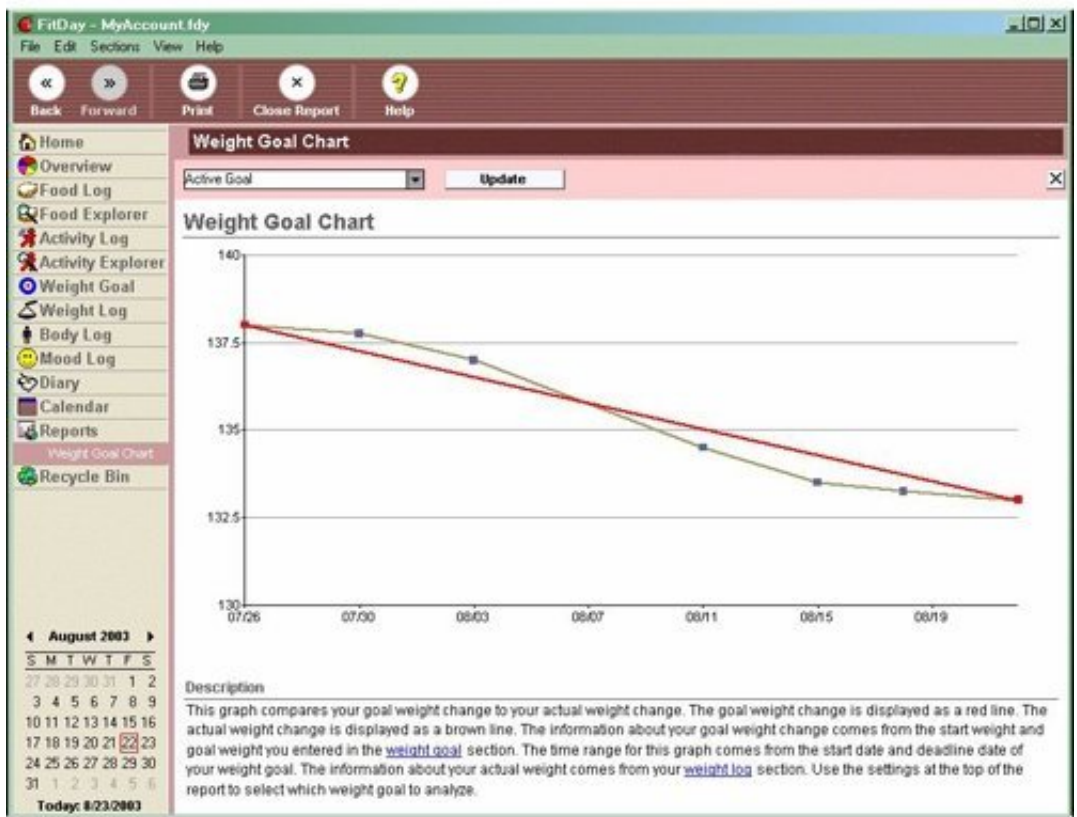 FitDay - MyAccount.fdy
File Edit Sections View Help
Back Forward Print Close Report Help
Home
Overview
Food Log
Food Explorer
Activity Log
Activity Explorer
Weight Goal
Weight Log
Body Log
Mood Log
Diary
Calendar
Reports
Weight Goal Chart
Recycle Bin
August 2003
S M T W T F S
27 28 29 30 31 1 2
3 4 5 6 7 8 9
10 11 12 13 14 15 16
17 18 19 20 21 22 23
24 25 26 27 28 29 30
31 1 2 3 4 5 6
Today: 8/23/2003
Weight Goal Chart
Active Goal Update
Weight Goal Chart
140
137.5
135
132.5
130
07/26 07/30 08/03 08/07 08/11 08/15 08/19
Description
This graph compares your goal weight change to your actual weight change. The goal weight change is displayed as a red line. The
actual weight change is displayed as a brown line. The information about your goal weight change comes from the start weight and
goal weight you entered in the weight goal section. The time range for this graph comes from the start date and deadline date of
your weight goal. The information about your actual weight comes from your weight log section. Use the settings at the top of the
report to select which weight goal to analyze.